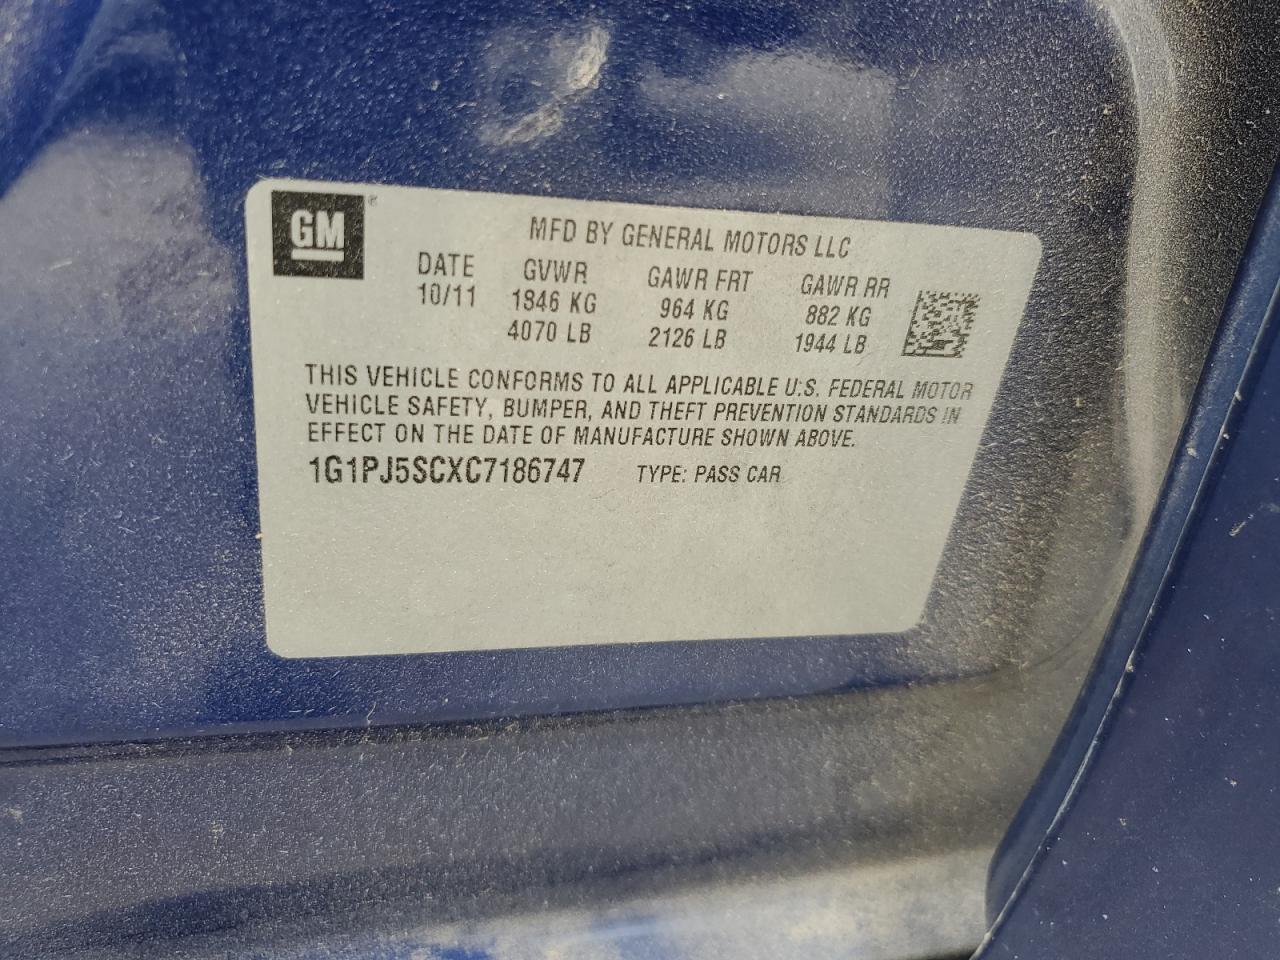 GM®
MFD BY GENERAL MOTORS LLC
DATE GVWR GAWR FRT GAWR RR
10/11 1846 KG 964 KG 882 KG
4070 LB 2126 LB 1944 LB
THIS VEHICLE CONFORMS TO ALL APPLICABLE U.S. FEDERAL MOTOR
VEHICLE SAFETY, BUMPER, AND THEFT PREVENTION STANDARDS IN
EFFECT ON THE DATE OF MANUFACTURE SHOWN ABOVE.
1G1PJ5SCXC7186747 TYPE: PASS CAR